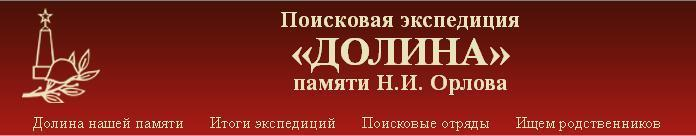 Поисковая экспедиция
«ДОЛИНА»
памяти Н.И. Орлова
Долина нашей памяти Итоги экспедиций Поисковые отряды Ищем родственников